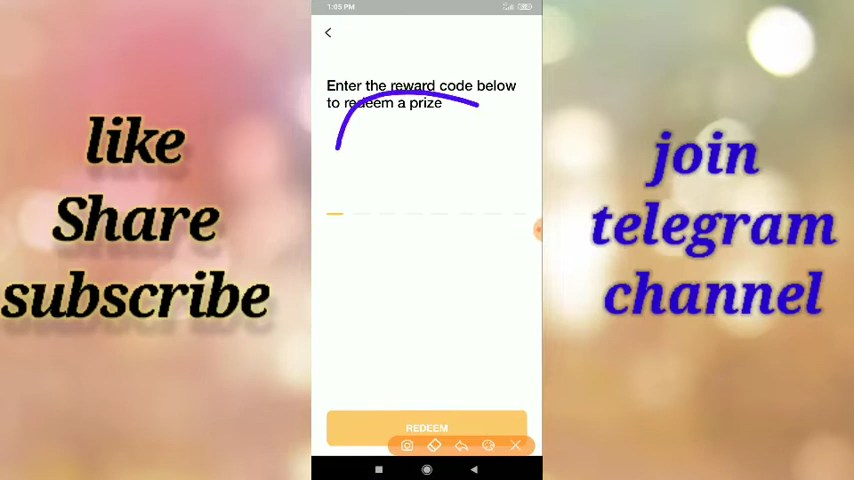 like
Share
subscribe
1:05 PM
Enter the reward code below
to redeem a prize
REDEEM
join
telegram
channel